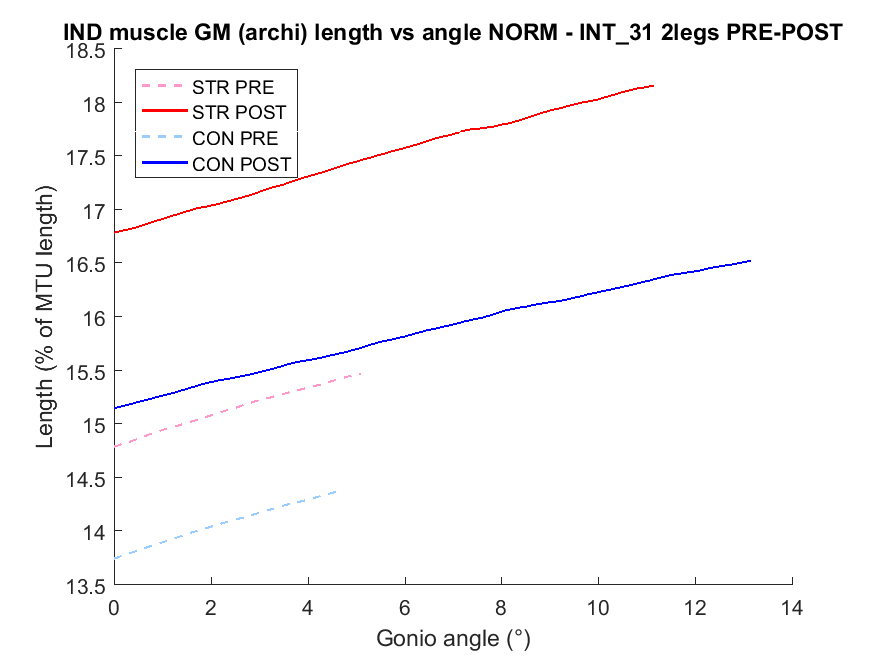 IND muscle GM (archi) length vs angle NORM - INT_31 2legs PRE-POST
STR PRE
STR POST
CON PRE
CON POST
Length (% of MTU length)
18.5
18
17.5
17
16.5
16
15.5
15
14.5
14
13.5
0 2 4 6 8 10 12 14
Gonio angle (°)